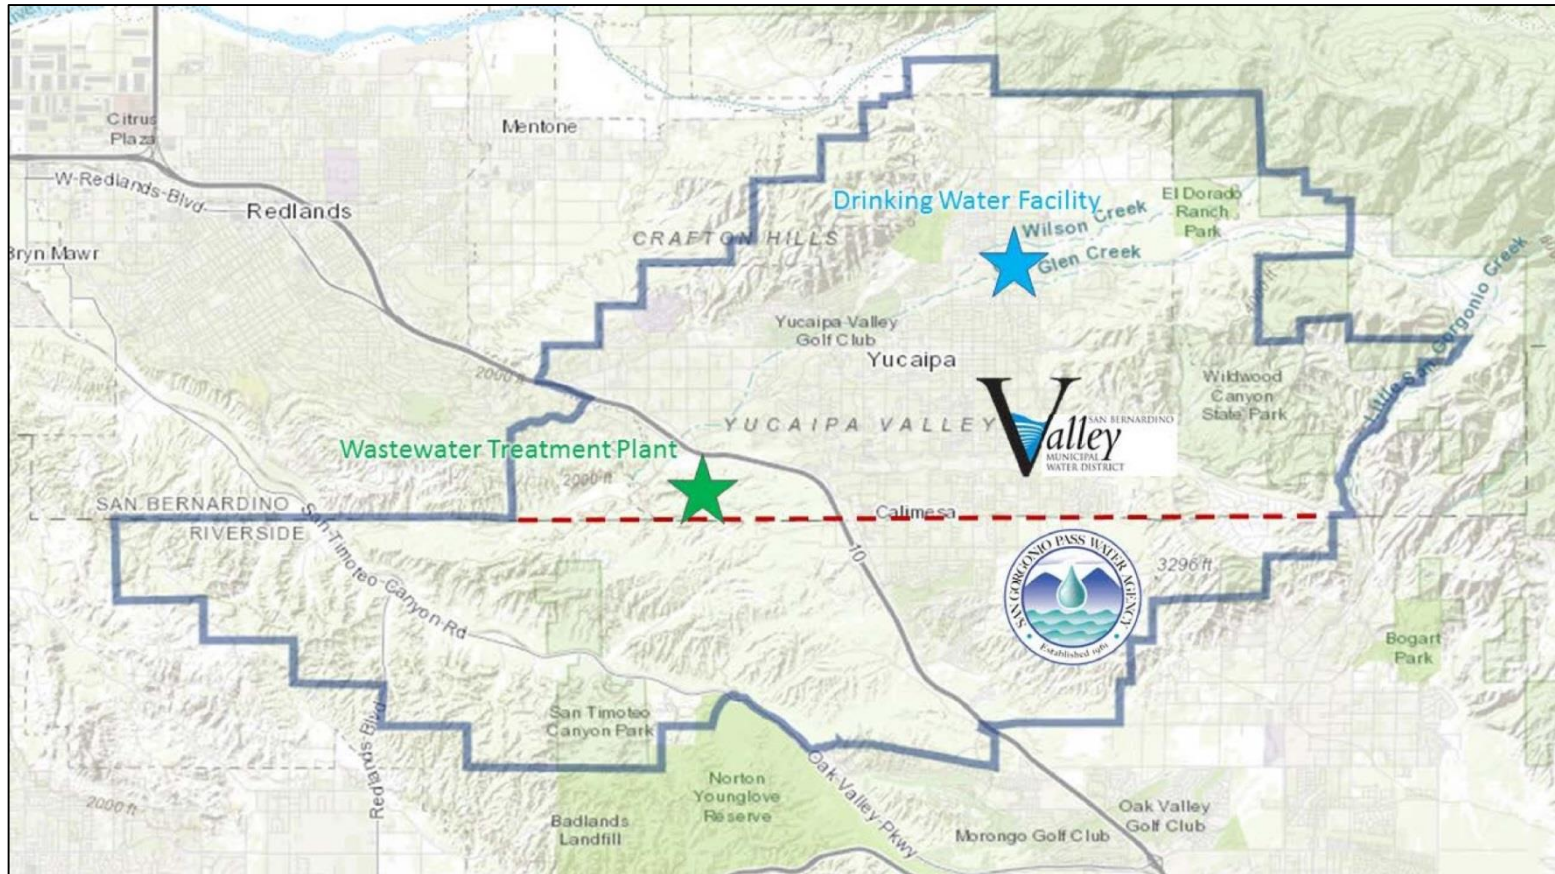 Citrus
Plaza
Mentone
W-Redlands-Blvd
Redlands
Bryn Mawr
CRAFTON HILLS
Drinking Water Facility
Wilson Creek
Glen Creek
El Dorado
Ranch
Park
4000 ft
Little San Gorgonio Creek
Yucaipa Valley
Golf Club
Yucaipa
2000 ft
Wildwood
Canyon
State Park
YUCAIPA VALLEY
Valley
SAN BERNARDINO
MUNICIPAL
WATER DISTRICT
Wastewater Treatment Plant
2000 ft
SAN BERNARDINO
RIVERSIDE
Calimesa
San Timoteo Canyon Rd
10
SAN GORGONIO PASS WATER AGENCY
Established 1961
3296 ft
Bogart
Park
San Timoteo
Canyon Park
Redlands Blvd
2000 ft
Norton
Younglove
Reserve
Badlands
Landfill
Oak Valley Pkwy
Morongo Golf Club
Oak Valley
Golf Club